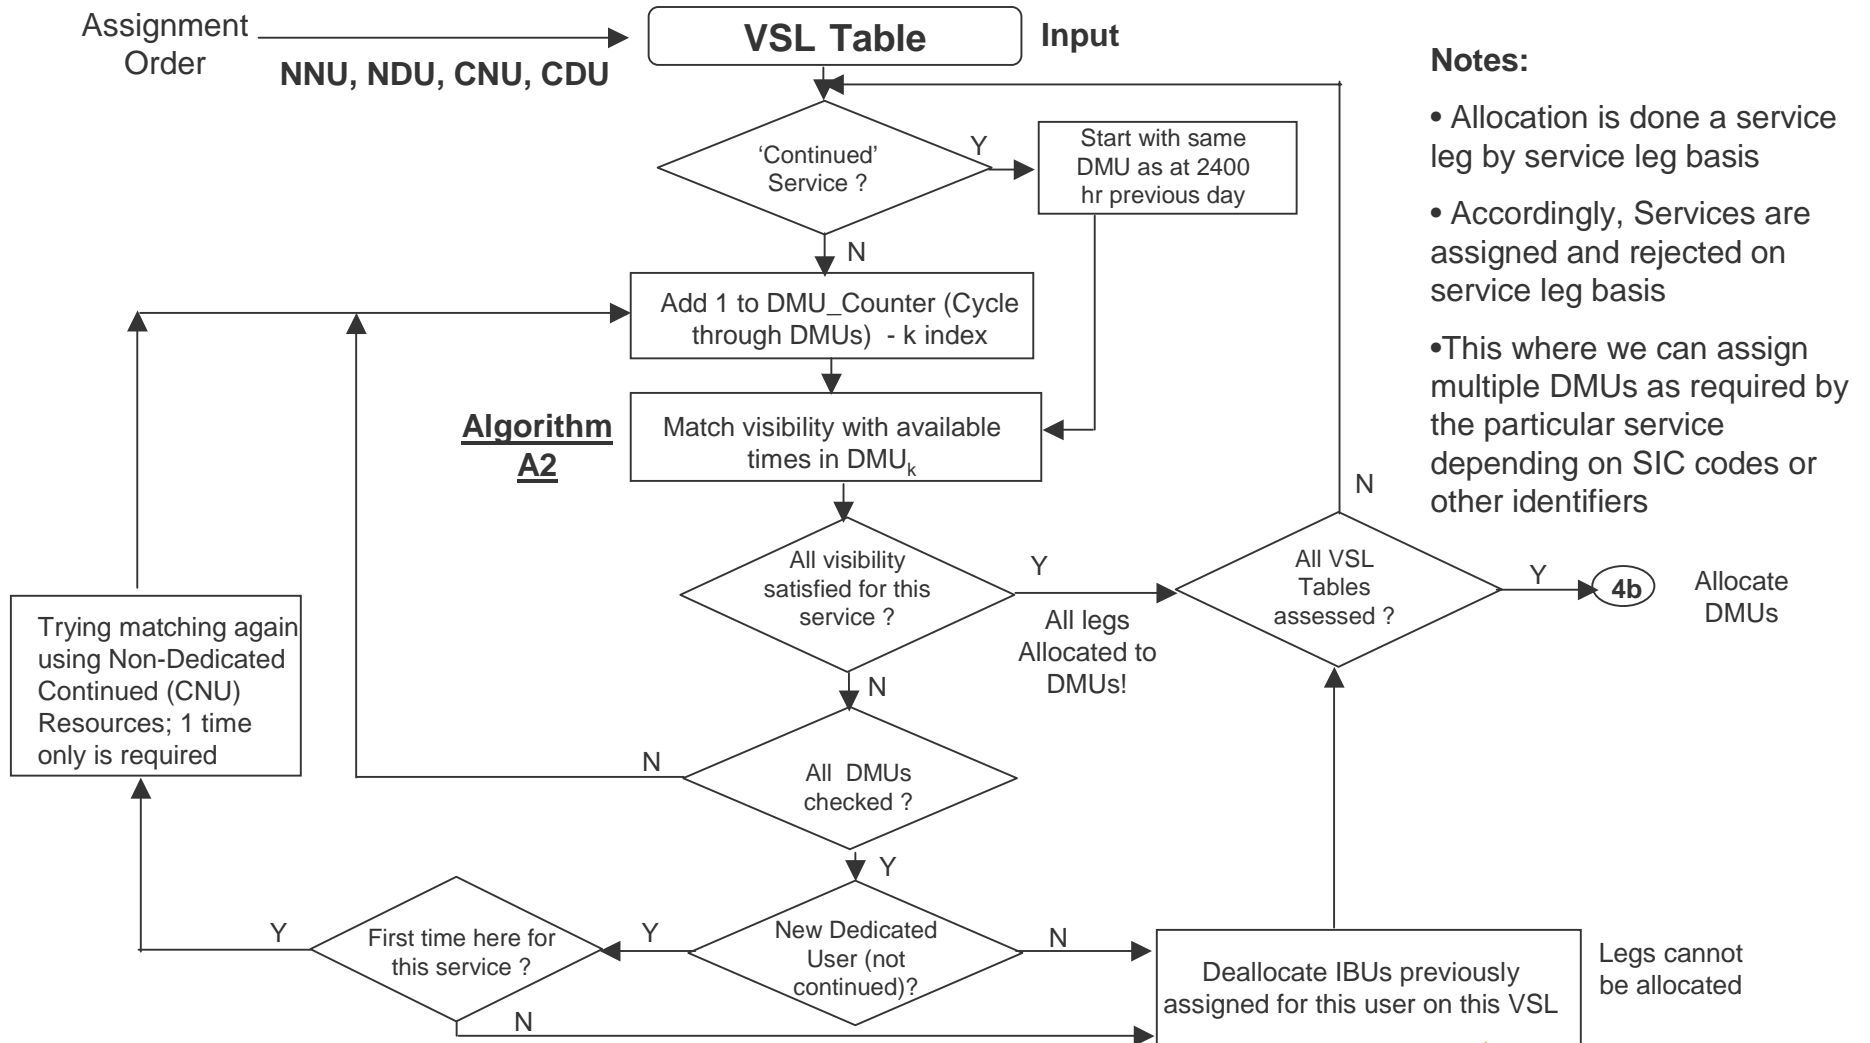 Assignment
Order
NNU, NDU, CNU, CDU
VSL Table
Input
Notes:
• Allocation is done a service
leg by service leg basis
• Accordingly, Services are
assigned and rejected on
service leg basis
•This where we can assign
multiple DMUs as required by
the particular service
depending on SIC codes or
other identifiers
‘Continued’
Service ?
Y
Start with same
DMU as at 2400
hr previous day
N
Add 1 to DMU_Counter (Cycle
through DMUs) - k index
Algorithm
A2
Match visibility with available
times in DMUk
N
All visibility
satisfied for this
service ?
Y
All legs
Allocated to
DMUs!
All VSL
Tables
assessed ?
Y
4b
Allocate
DMUs
Trying matching again
using Non-Dedicated
Continued (CNU)
Resources; 1 time
only is required
N
N
All DMUs
checked ?
Y
Y
First time here for
this service ?
Y
New Dedicated
User (not
continued)?
N
N
Deallocate IBUs previously
assigned for this user on this VSL
Legs cannot
be allocated